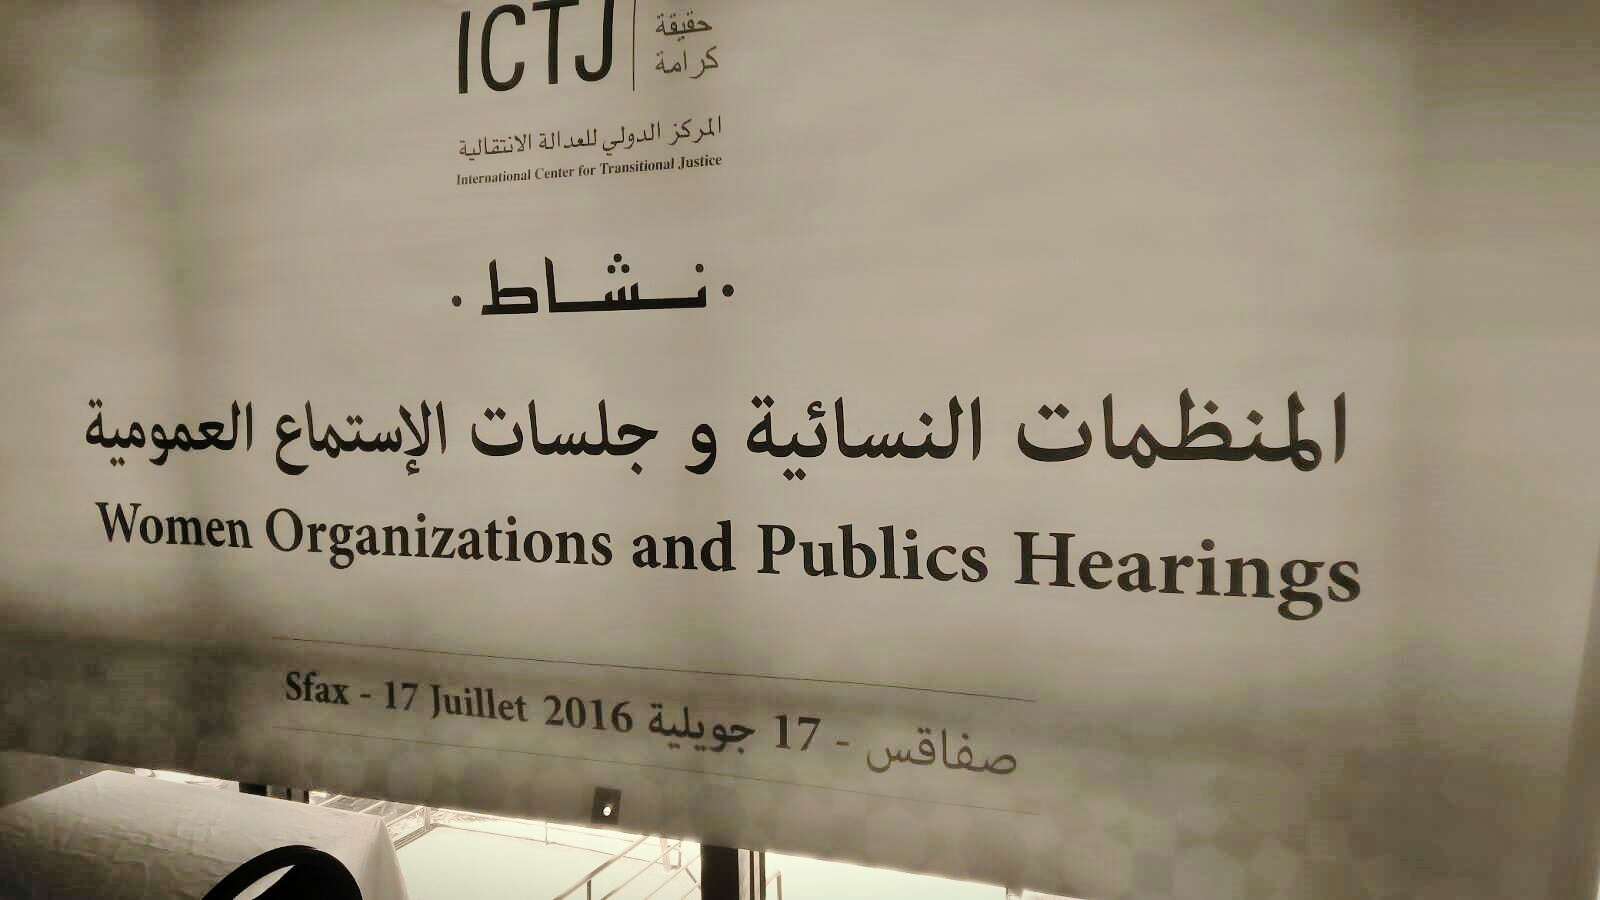 ICTJ
حقيقة
كرامة
المركز الدولي للعدالة الانتقالية
International Center for Transitional Justice
• نشاط •
المنظمات النسائية و جلسات الإستماع العمومية
Women Organizations and Publics Hearings
Sfax - 17 Juillet 2016 صفاقس - 17 جويلية